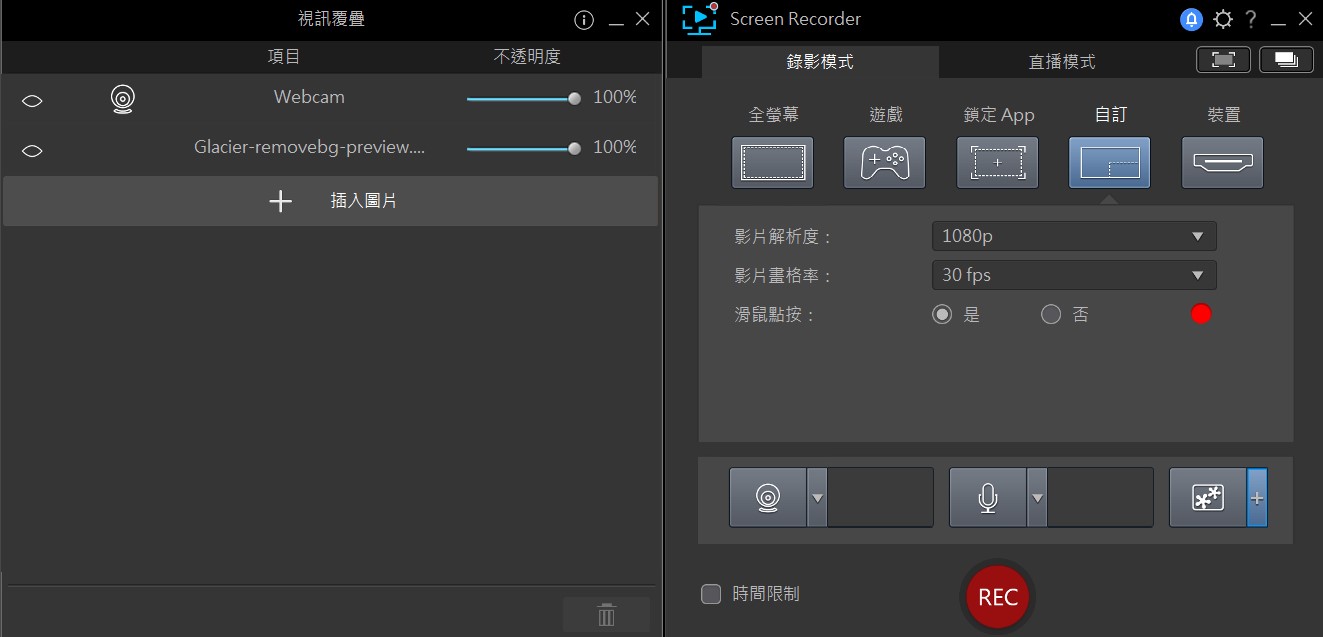 視訊覆疊
項目 不透明度
Webcam 100%
Glacier-removebg-preview.... 100%
插入圖片
Screen Recorder
錄影模式 直播模式
全螢幕 遊戲 鎖定 App 自訂 裝置
影片解析度： 1080p
影片畫格率： 30 fps
滑鼠點按： 是 否
時間限制
REC